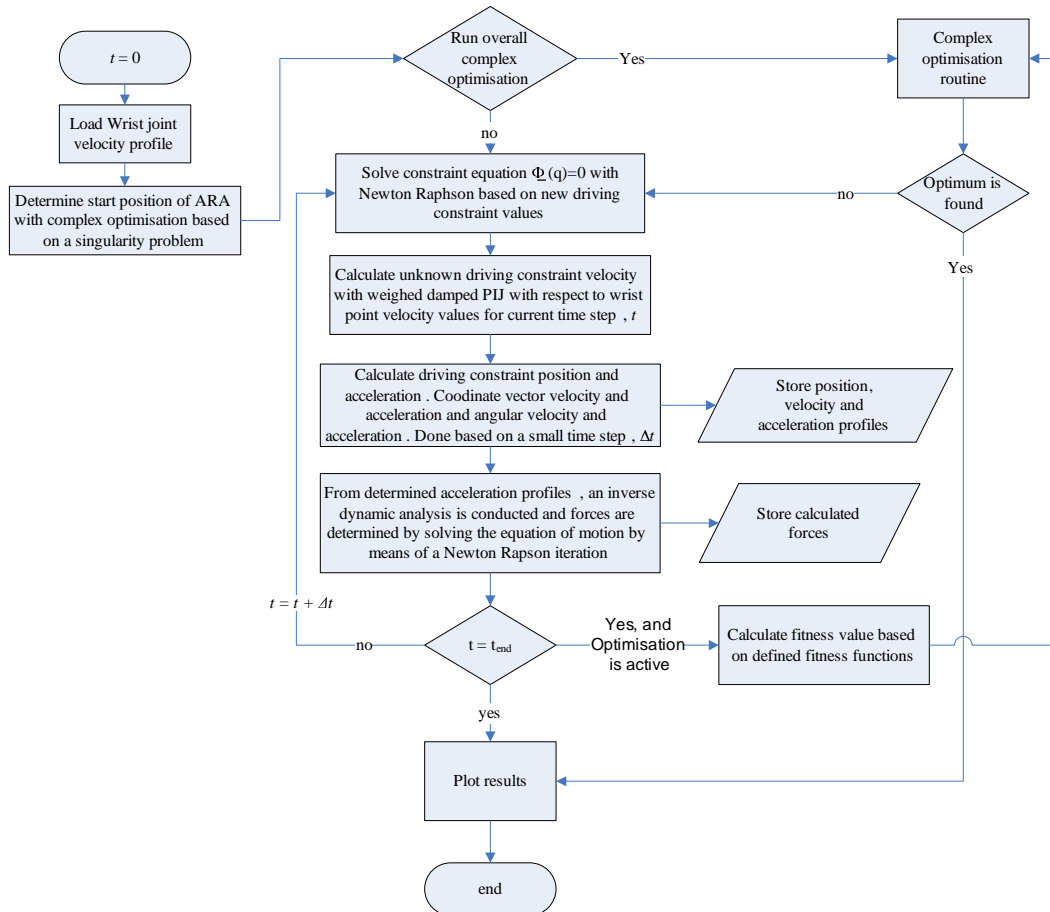 t = 0
Load Wrist joint
velocity profile
Determine start position of ARA
with complex optimisation based
on a singularity problem
Run overall
complex
optimisation
Yes
no
Complex
optimisation
routine
Optimum is
found
no
Yes
Solve constraint equation Φ (q)=0 with
Newton Raphson based on new driving
constraint values
Calculate unknown driving constraint velocity
with weighed damped PIJ with respect to wrist
point velocity values for current time step , t
Calculate driving constraint position and
acceleration . Coodinate vector velocity and
acceleration and angular velocity and
acceleration . Done based on a small time step , Δt
Store position,
velocity and
acceleration profiles
From determined acceleration profiles , an inverse
dynamic analysis is conducted and forces are
determined by solving the equation of motion by
means of a Newton Rapson iteration
Store calculated
forces
t = t + Δt
no
t = tend
Yes, and
Optimisation
is active
Calculate fitness value based
on defined fitness functions
yes
Plot results
end